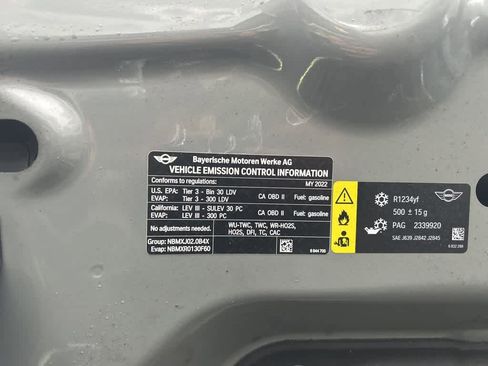 Bayerische Motoren Werke AG
VEHICLE EMISSION CONTROL INFORMATION
Conforms to regulations: MY 2022
U.S. EPA: Tier 3 - Bin 30 LDV CA OBD II Fuel: gasoline
EVAP: Tier 3 - 300 LDV
California: LEV III - SULEV 30 PC CA OBD II Fuel: gasoline
EVAP: LEV III - 300 PC
No adjustments needed. WU-TWC, TWC, WR-HO2S,
HO2S, DFI, TC, CAC
Group: NBMXJ02.0B4X
Evap: NBMXR0130F60
R1234yf
500 ± 15 g
PAG 2339920
SAE J639 J2842 J2845
MINI